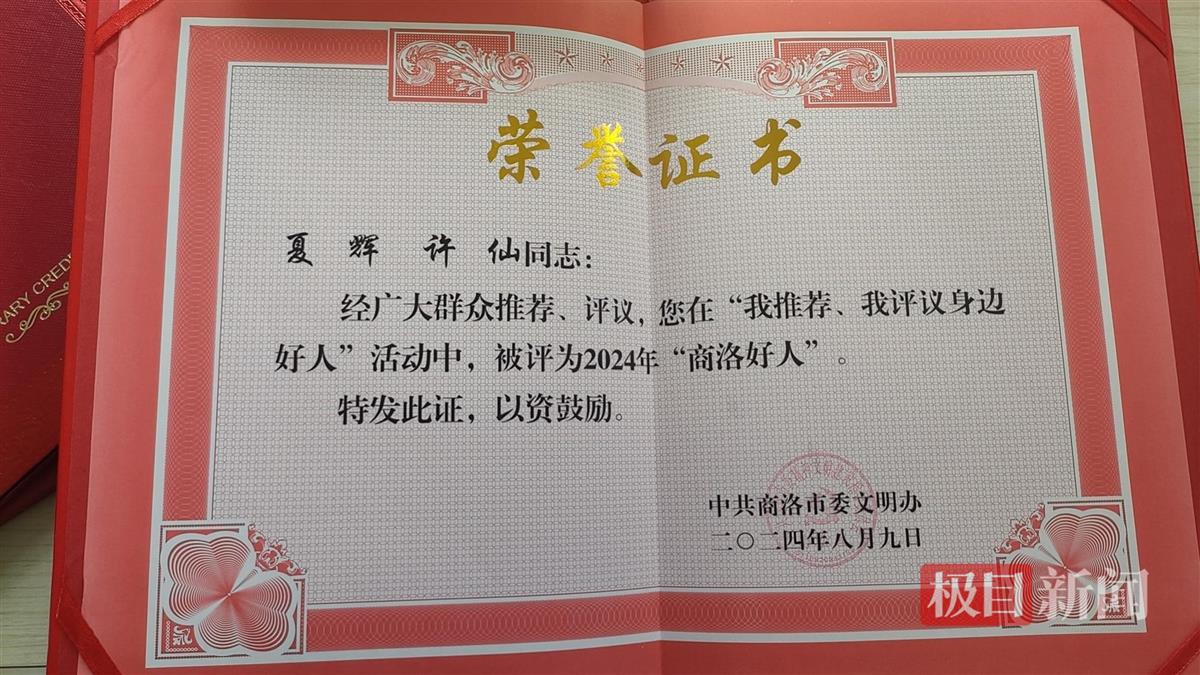 荣誉证书
夏辉 许仙同志：
经广大群众推荐、评议，您在“我推荐、我评议身边
好人”活动中，被评为2024年“商洛好人”。
特发此证，以资鼓励。
中共商洛市委文明办
二〇二四年八月九日
极目新闻